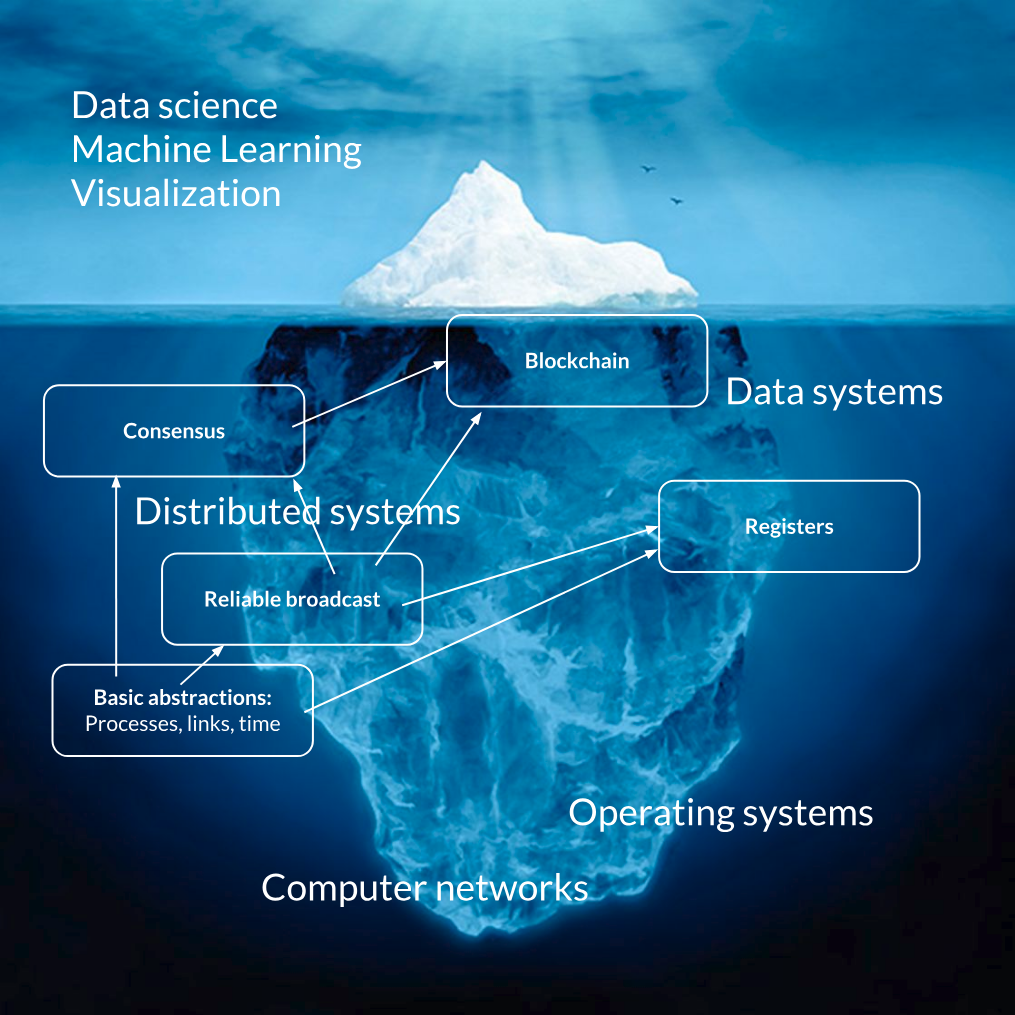 Data science
Machine Learning
Visualization
Blockchain
Data systems
Consensus
Distributed systems
Registers
Reliable broadcast
Basic abstractions:
Processes, links, time
Operating systems
Computer networks